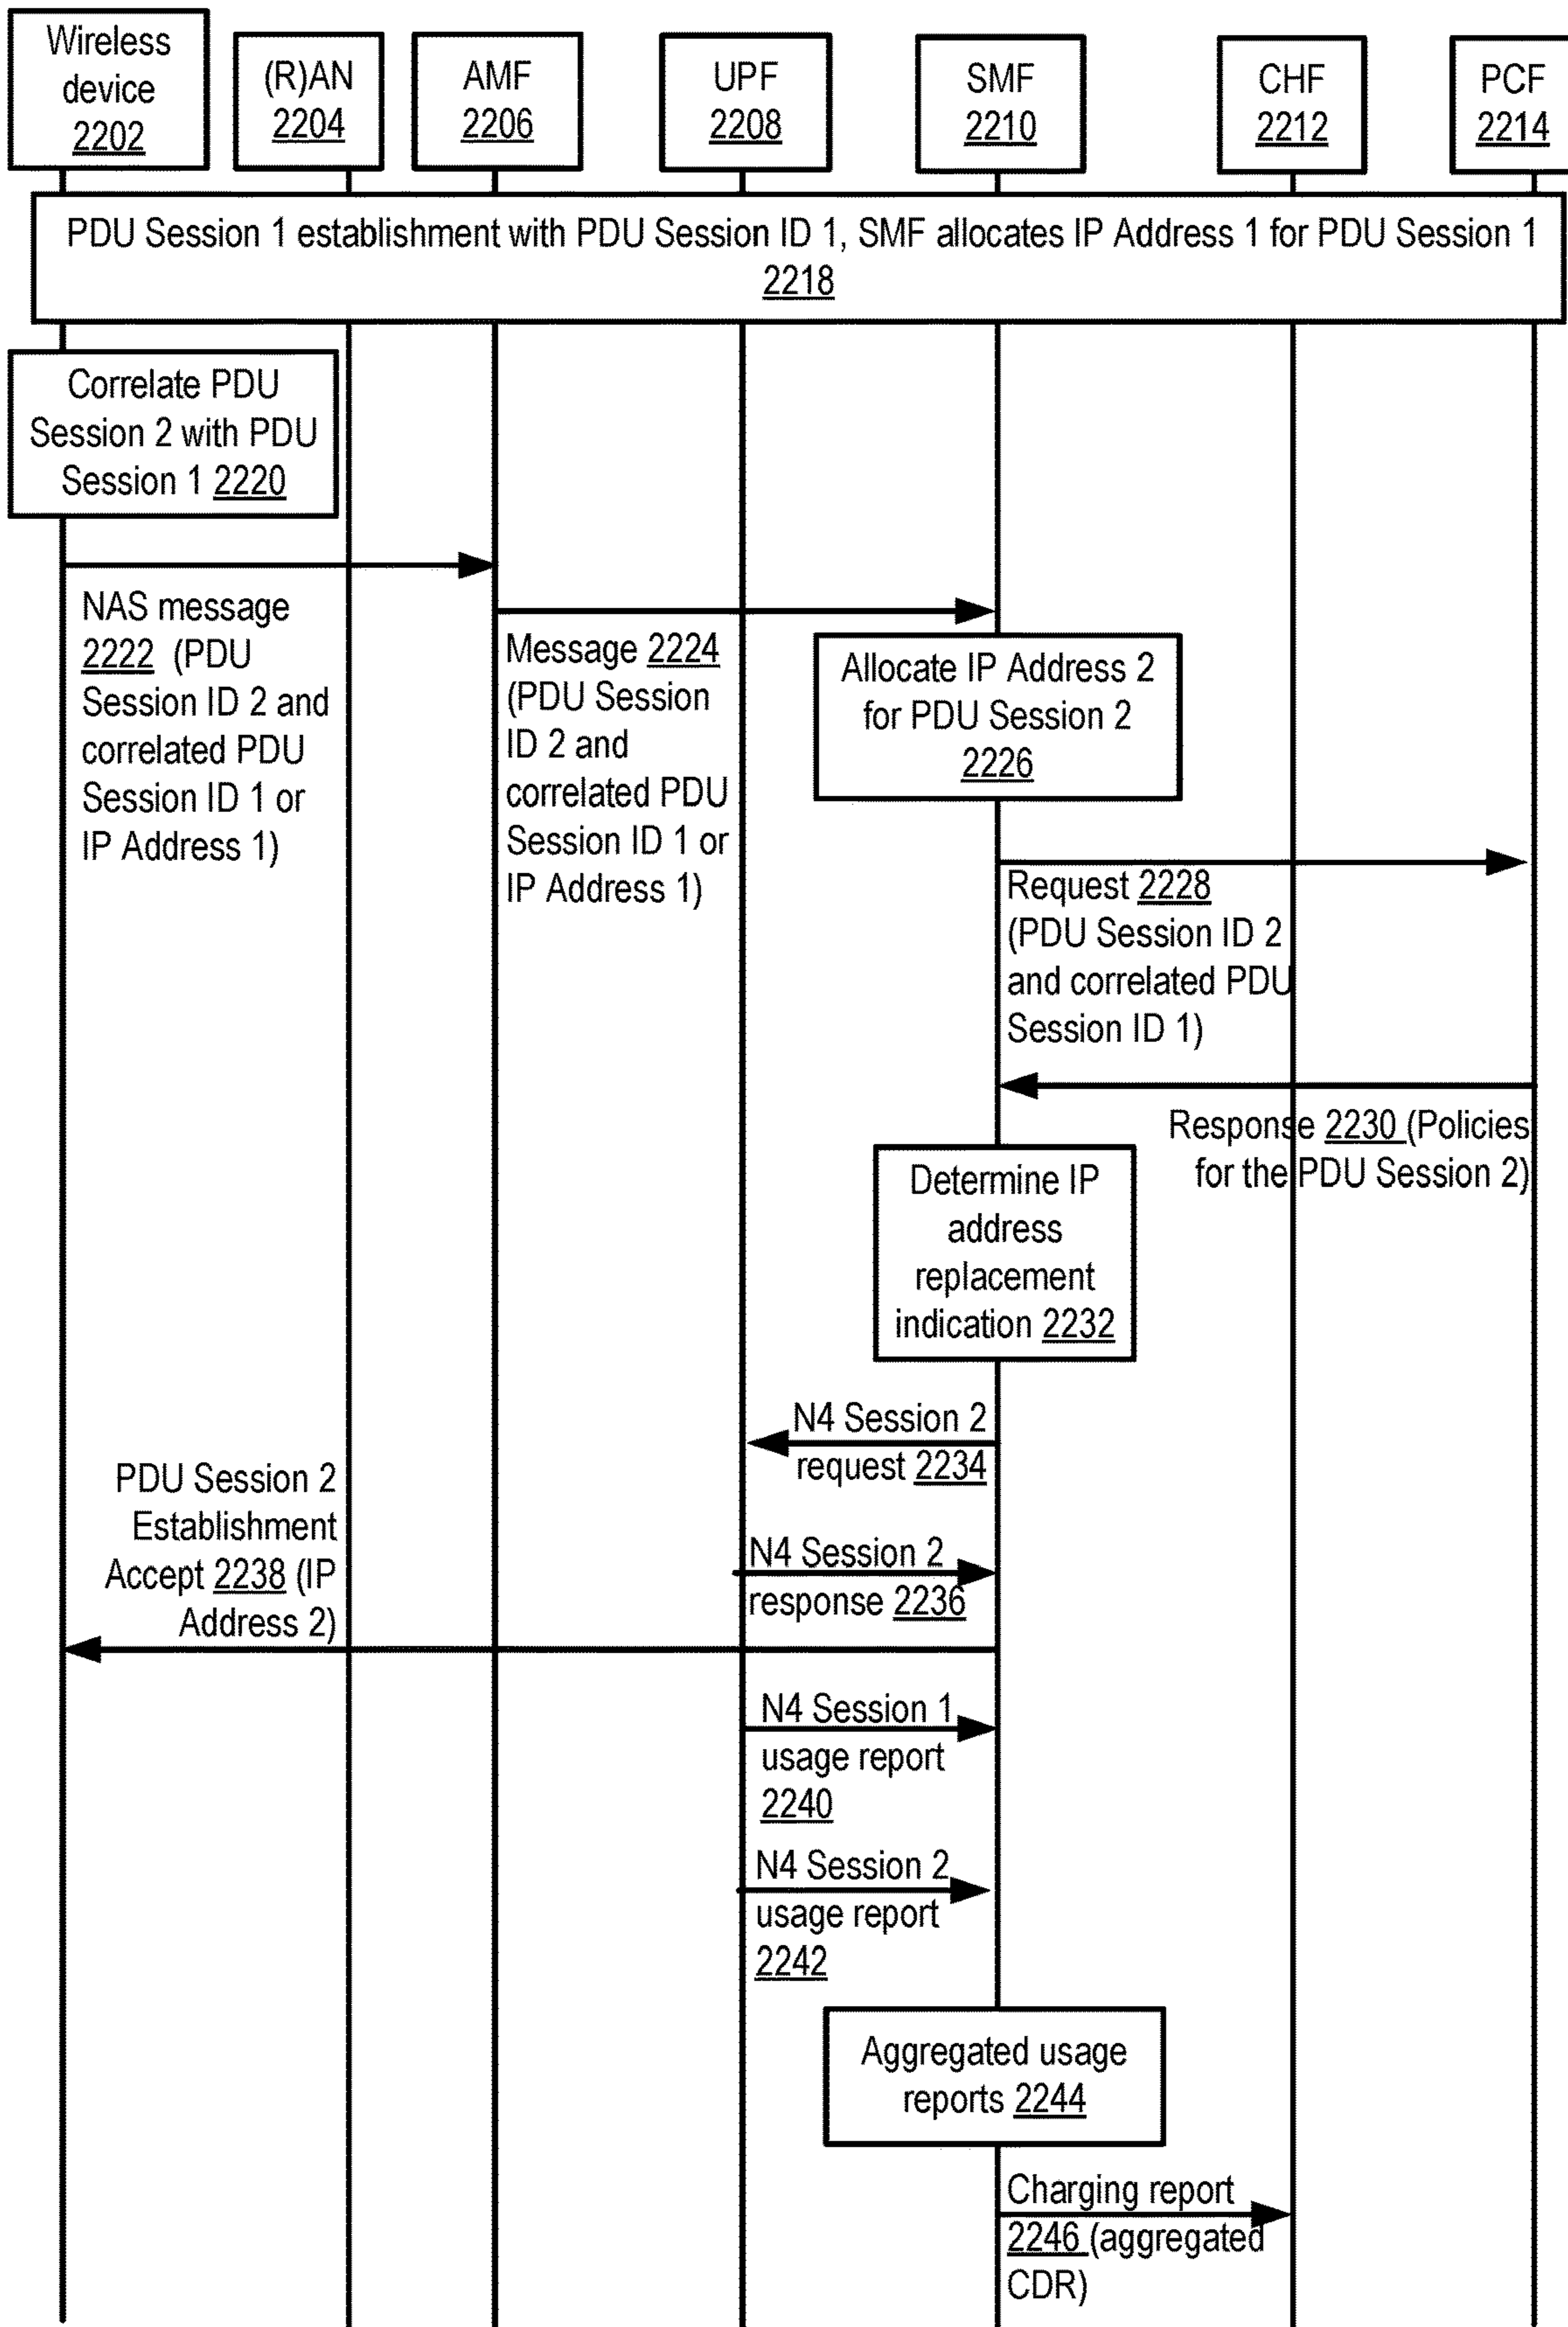 Wireless
device
2202
(R)AN
2204
AMF
2206
UPF
2208
SMF
2210
CHF
2212
PCF
2214
PDU Session 1 establishment with PDU Session ID 1, SMF allocates IP Address 1 for PDU Session 1
2218
Correlate PDU
Session 2 with PDU
Session 1 2220
NAS message
2222 (PDU
Session ID 2 and
correlated PDU
Session ID 1 or
IP Address 1)
Message 2224
(PDU Session
ID 2 and
correlated PDU
Session ID 1 or
IP Address 1)
Allocate IP Address 2
for PDU Session 2
2226
Request 2228
(PDU Session ID 2
and correlated PDU
Session ID 1)
Response 2230 (Policies
for the PDU Session 2)
Determine IP
address
replacement
indication 2232
N4 Session 2
request 2234
PDU Session 2
Establishment
Accept 2238 (IP
Address 2)
N4 Session 2
response 2236
N4 Session 1
usage report
2240
N4 Session 2
usage report
2242
Aggregated usage
reports 2244
Charging report
2246 (aggregated
CDR)